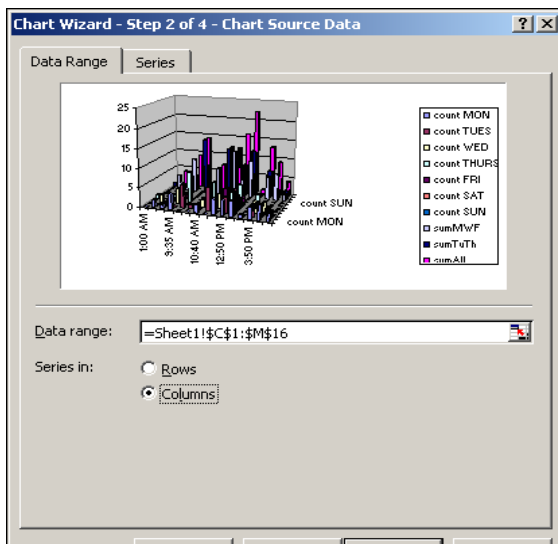 Chart Wizard - Step 2 of 4 - Chart Source Data
Data Range
Series
25
20
15
10
5
0
1:00 AM
9:35 AM
10:40 AM
12:50 PM
3:50 PM
count SUN
count MON
count MON
count TUES
count WED
count THURS
count FRI
count SAT
count SUN
sumMWF
sumTuTh
sumAll
Data range:
=Sheet1!$C$1:$M$16
Series in:
Rows
Columns